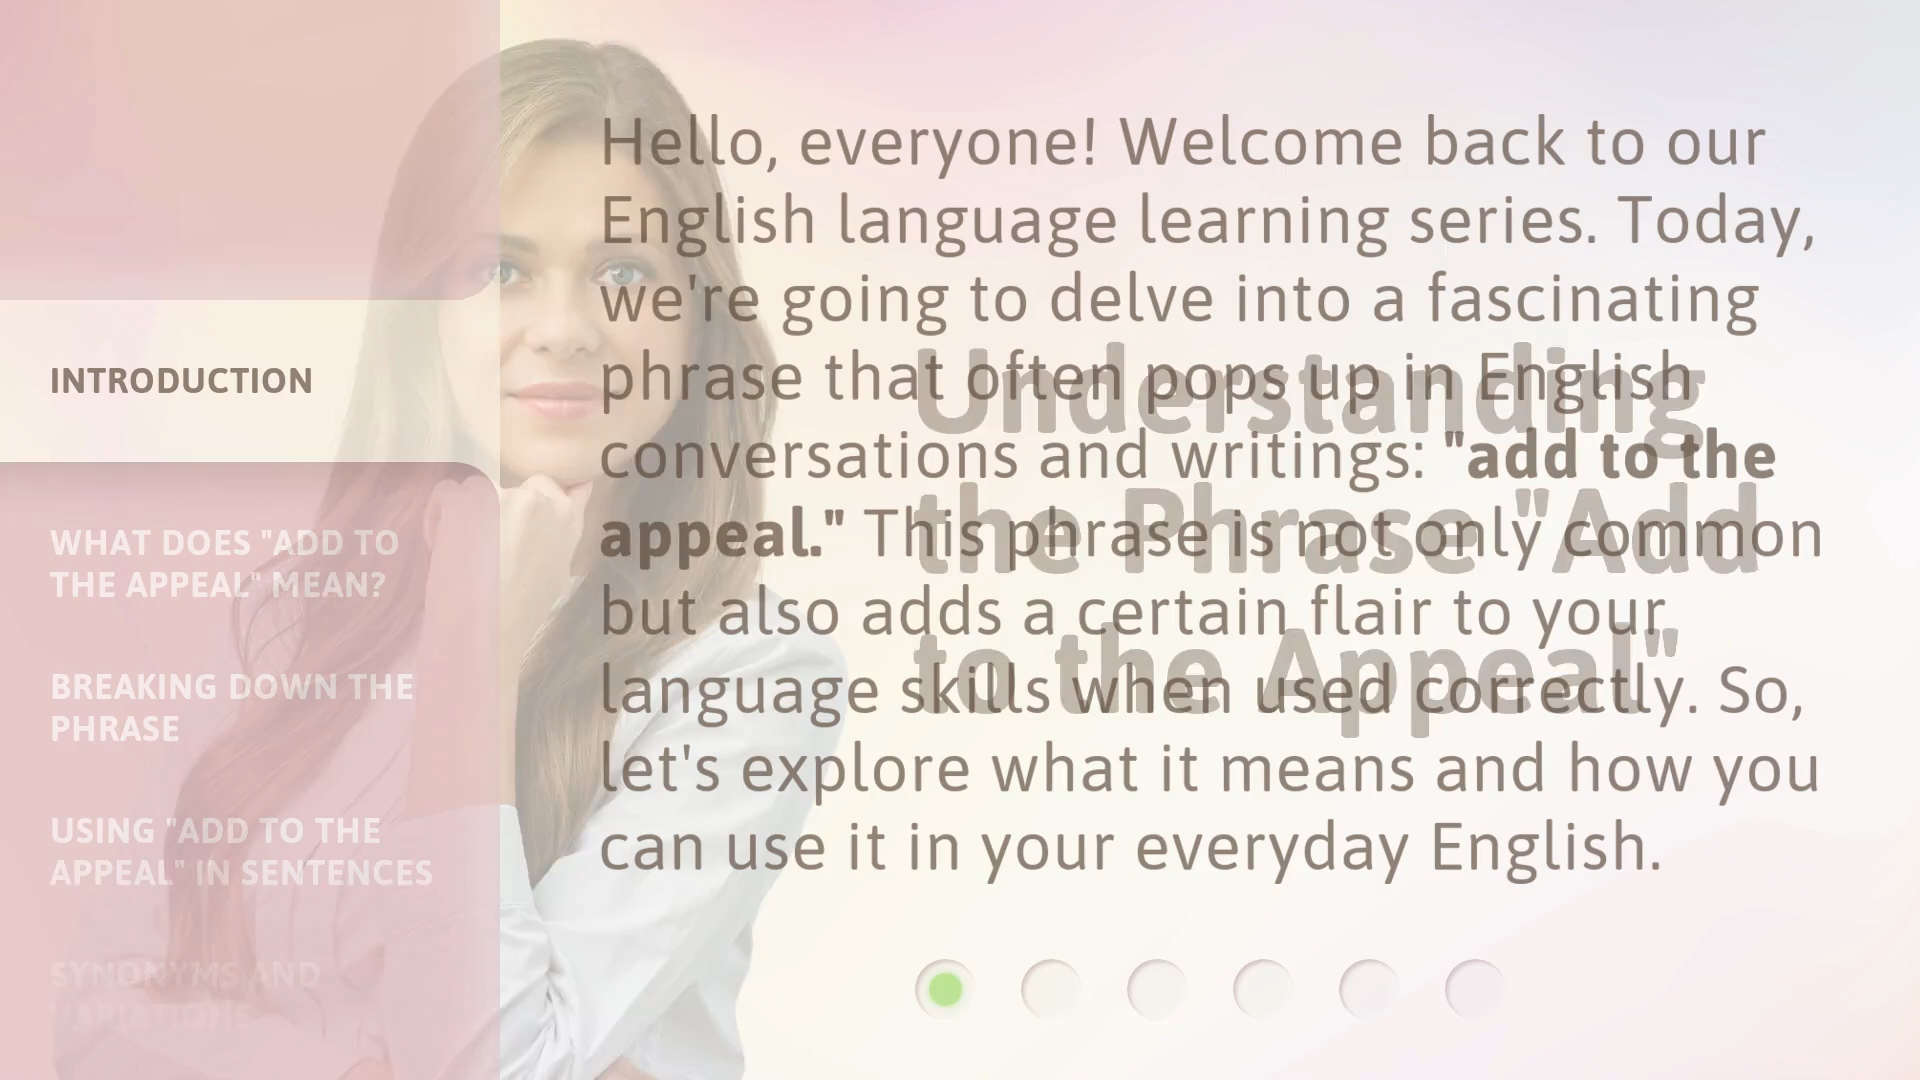 INTRODUCTION
WHAT DOES "ADD TO
THE APPEAL" MEAN?
BREAKING DOWN THE
PHRASE
USING "ADD TO THE
APPEAL" IN SENTENCES
SYNONYMS AND
VARIATIONS
Hello, everyone! Welcome back to our
English language learning series. Today,
we're going to delve into a fascinating
phrase that often pops up in English
conversations and writings: "add to the
appeal." This phrase is not only common
but also adds a certain flair to your
language skills when used correctly. So,
let's explore what it means and how you
can use it in your everyday English.
Understanding
the Phrase "Add
to the Appeal"